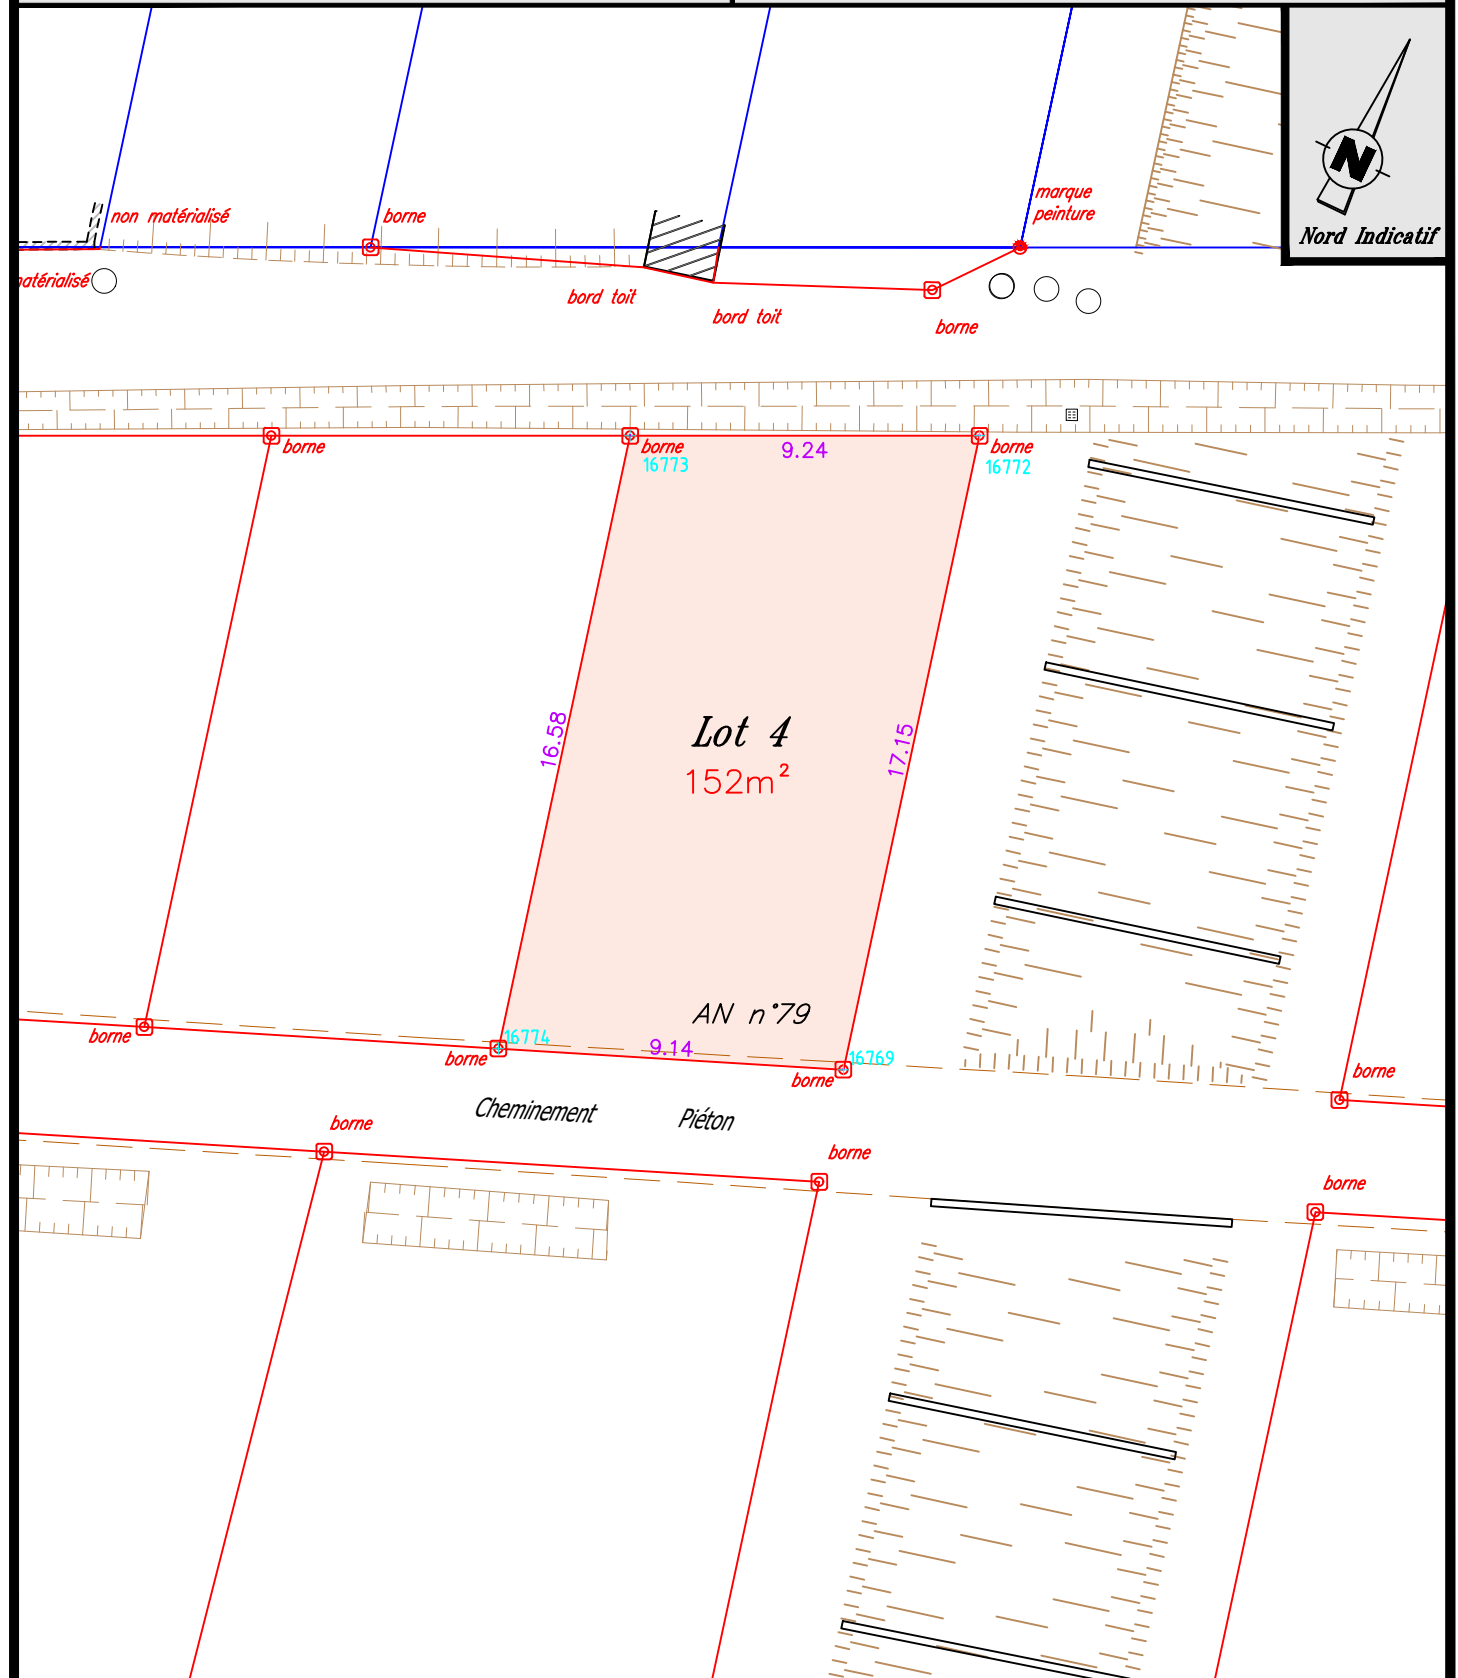 non matérialisé
borne
marque
peinture
Nord Indicatif
N
atérialisé
bord toit
bord toit
borne
borne
borne
16773
9.24
borne
16772
16.58
Lot 4
152m²
17.15
AN n°79
borne
borne
16774
9.14
borne
16769
borne
Cheminement Piéton
borne
borne
borne